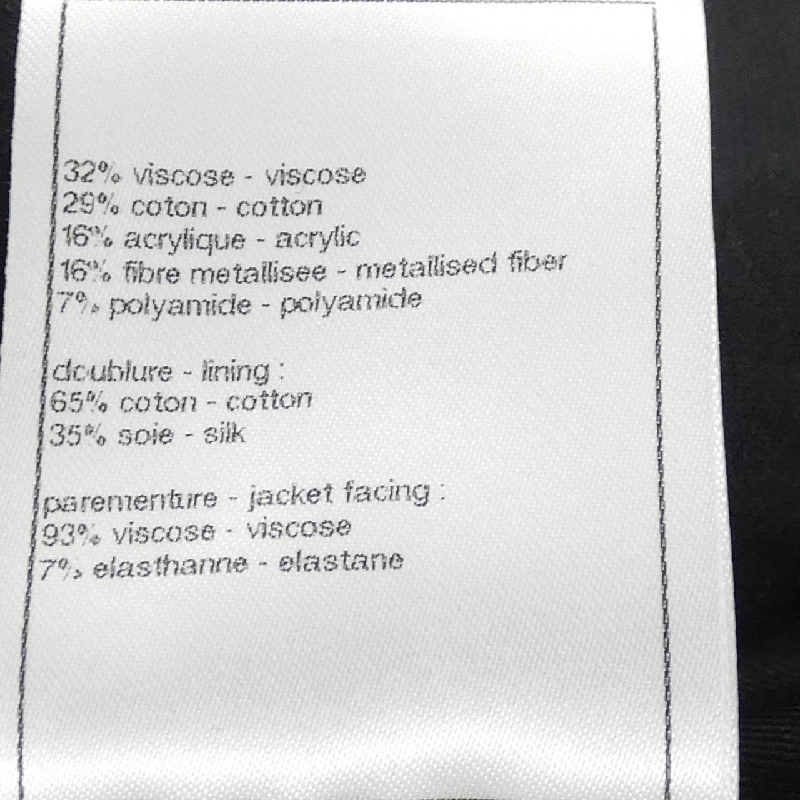 32% viscose - viscose
29% coton - cotton
16% acrylique - acrylic
16% fibre metallisee - metallised fiber
7% polyamide - polyamide
doublure - lining :
65% coton - cotton
35% soie - silk
parementure - jacket facing :
93% viscose - viscose
7% elasthanne - elastane